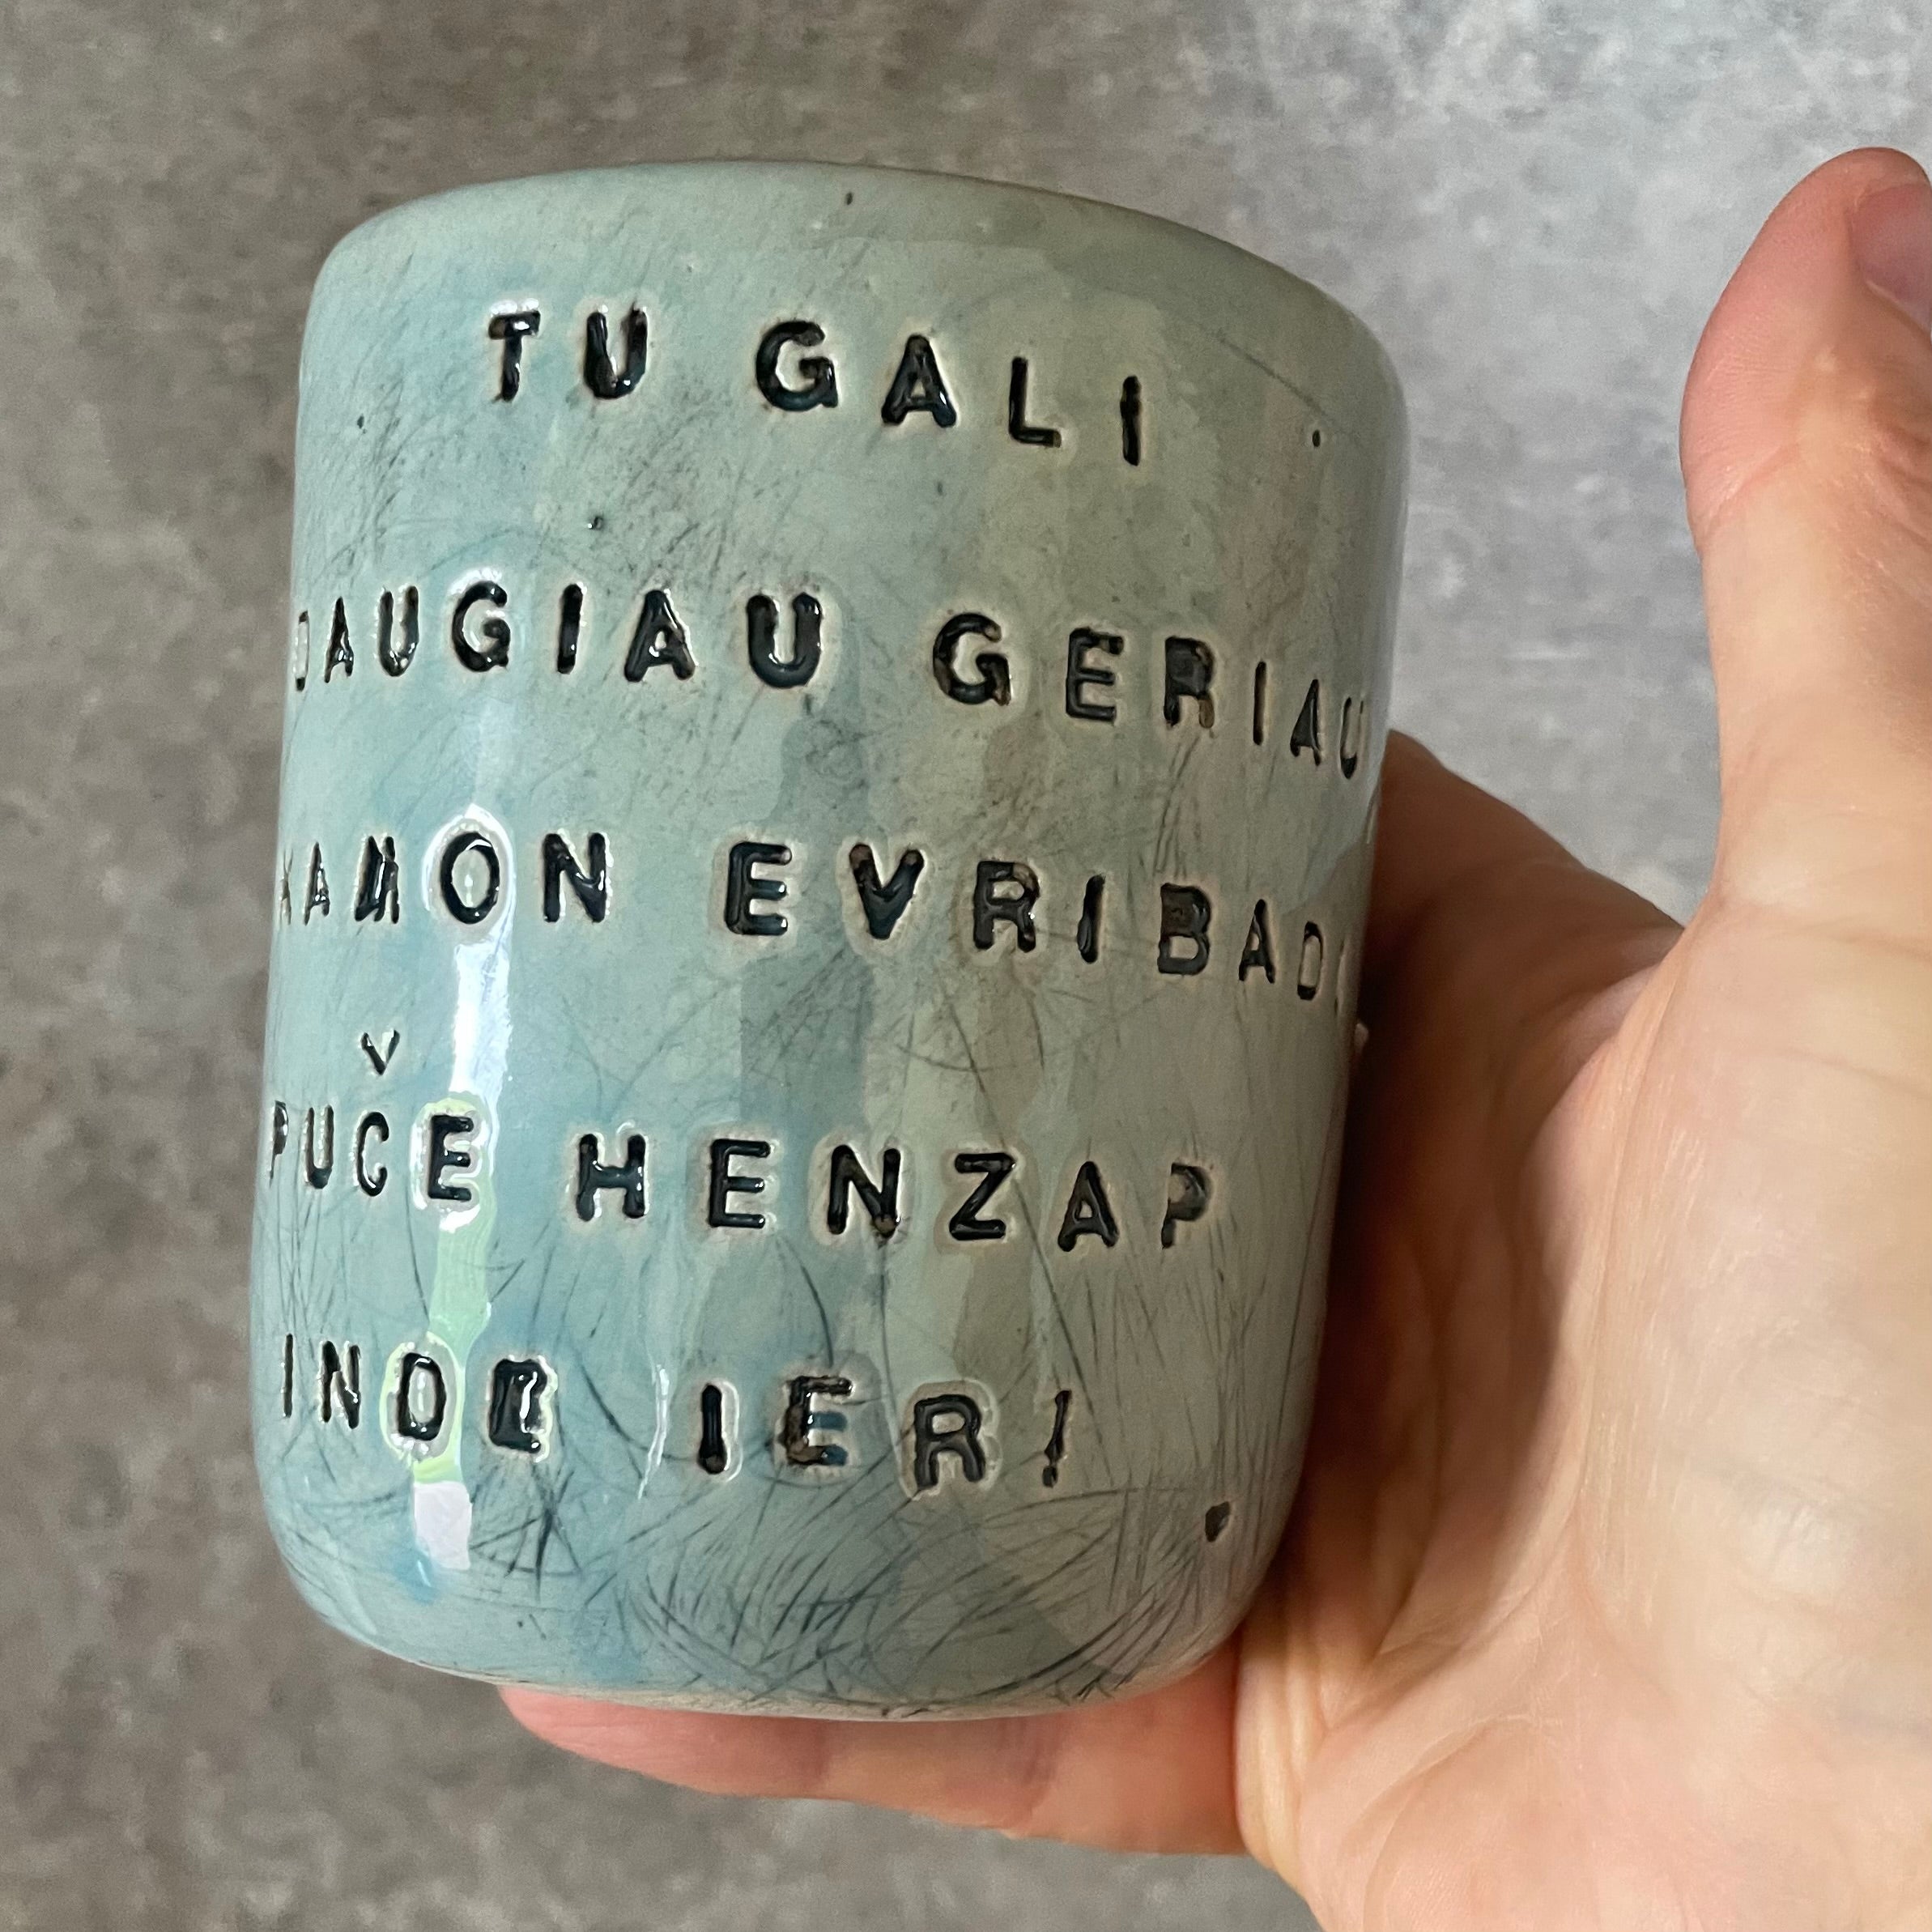 TU GALI
DAUGIAU GERIAU
KAMON EVRIBADI
PUČE HENZAP
INDE IER!